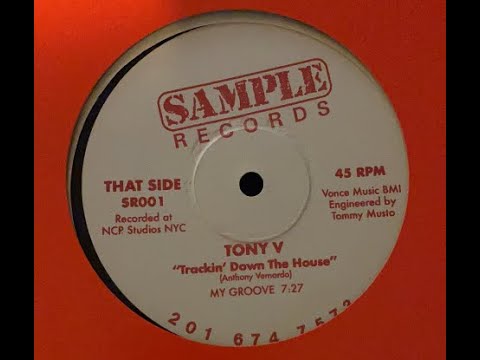 SAMPLE
RECORDS
THAT SIDE
SR001
Recorded at
NCP Studios NYC
45 RPM
Vonce Music BMI
Engineered by
Tommy Musto
TONY V
"Trackin' Down The House"
(Anthony Vernardo)
MY GROOVE 7:27
201 674 7573